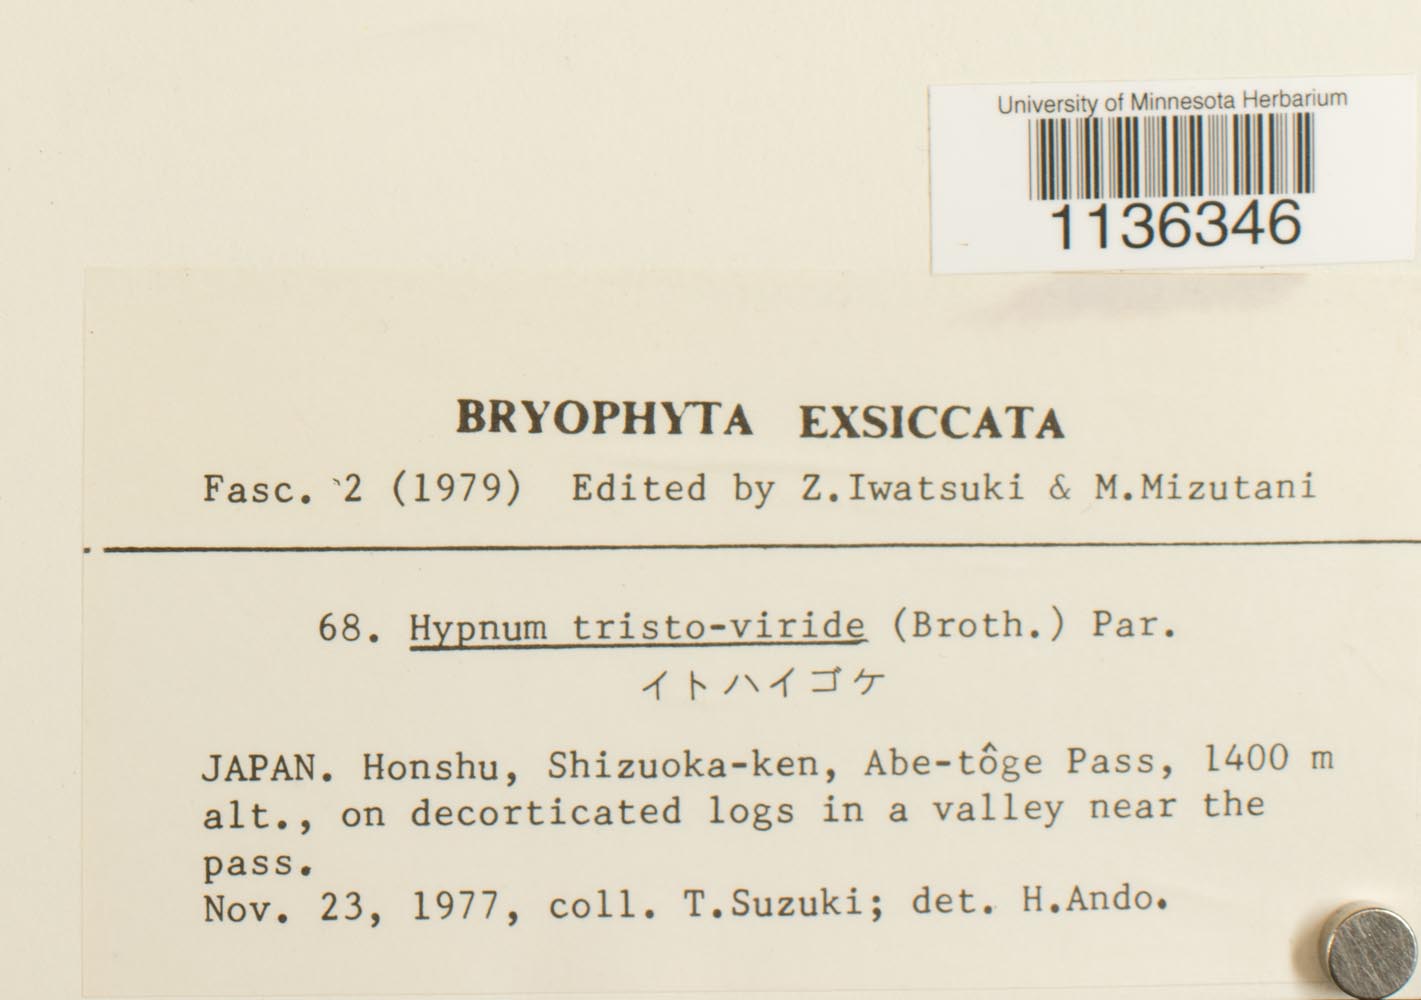 University of Minnesota Herbarium
1136346
BRYOPHYTA EXSICCATA
Fasc. 2 (1979) Edited by Z.Iwatsuki & M.Mizutani
68. Hypnum tristo-viride (Broth.) Par.
イトハイゴケ
JAPAN. Honshu, Shizuoka-ken, Abe-tôge Pass, 1400 m
alt., on decorticated logs in a valley near the
pass.
Nov. 23, 1977, coll. T.Suzuki; det. H.Ando.